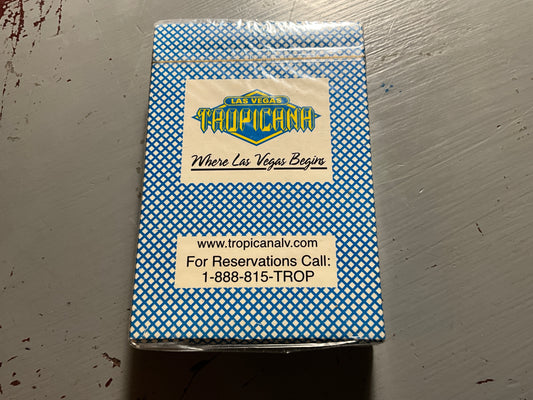 LAS VEGAS
TROPICANA
Where Las Vegas Begins
www.tropicanalv.com
For Reservations Call:
1-888-815-TROP